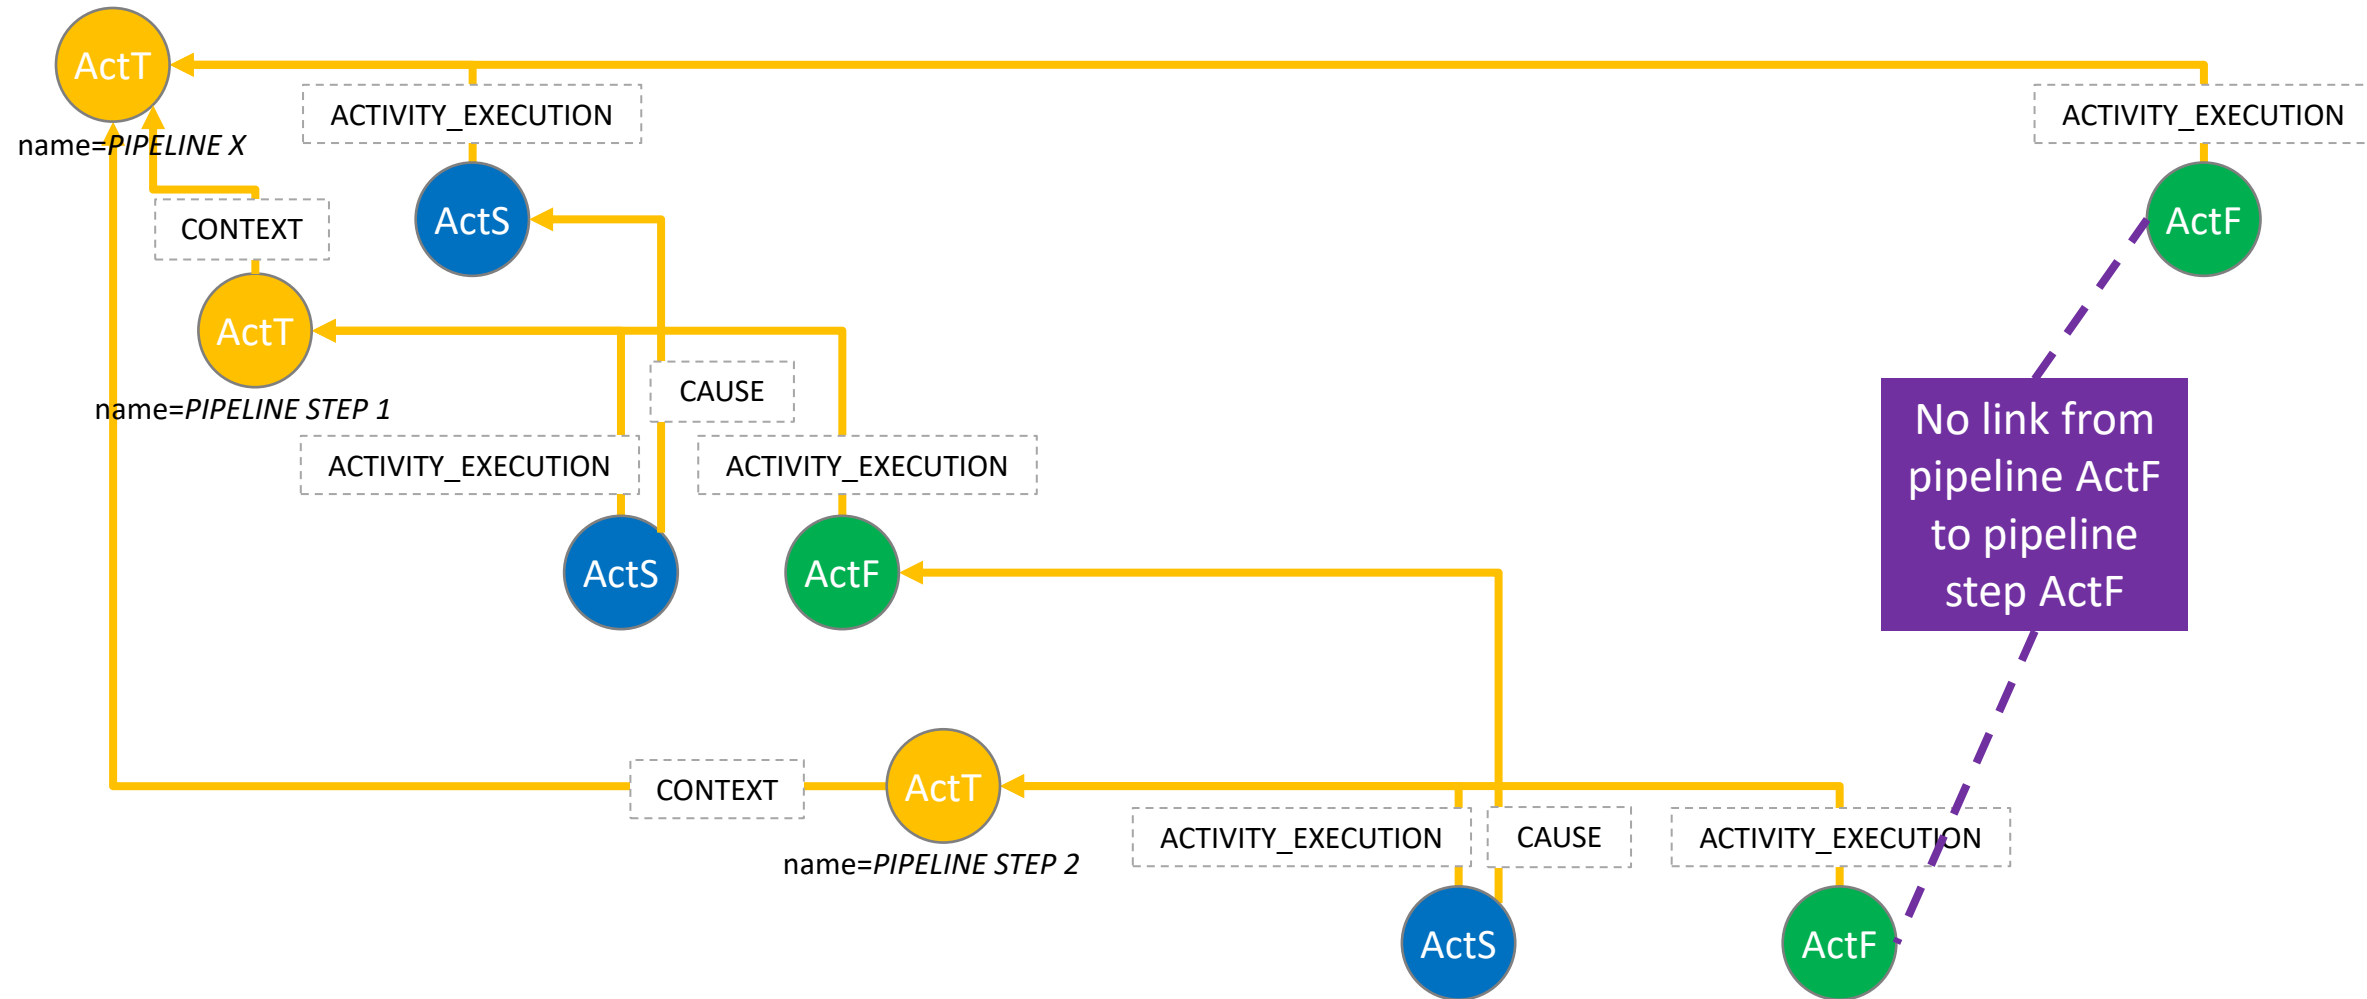 ActT
name=PIPELINE X
ACTIVITY_EXECUTION
ACTIVITY_EXECUTION
CONTEXT
ActS
ActF
ActT
name=PIPELINE STEP 1
CAUSE
ACTIVITY_EXECUTION
ACTIVITY_EXECUTION
No link from
pipeline ActF
to pipeline
step ActF
ActS
ActF
CONTEXT
ActT
name=PIPELINE STEP 2
ACTIVITY_EXECUTION
CAUSE
ACTIVITY_EXECUTION
ActS
ActF